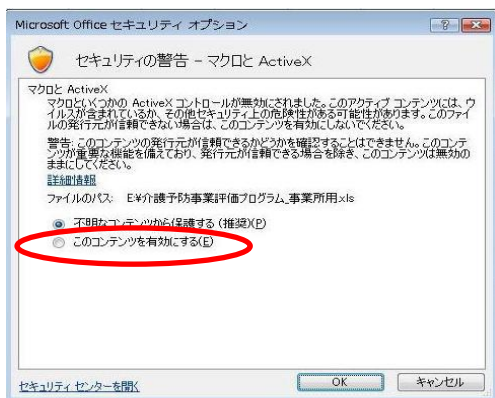 Microsoft Office セキュリティ オプション
セキュリティの警告 - マクロと ActiveX
マクロと ActiveX
マクロといくつかの ActiveX コントロールが無効にされました。このアクティブ コンテンツには、ウ
イルスが含まれているか、その他セキュリティ上の危険性がある可能性があります。このファイ
ルの発行元が信頼できない場合は、このコンテンツを有効にしないでください。
警告: このコンテンツの発行元が信頼できるかどうかを確認することはできません。このコンテ
ンツが重要な機能を備えており、発行元が信頼できる場合を除き、このコンテンツは無効の
ままにしてください。
詳細情報
ファイルのパス: E¥介護予防事業評価プログラム_事業所用.xls
不明なコンテンツから保護する (推奨)(P)
このコンテンツを有効にする(E)
セキュリティ センターを開く
OK
キャンセル